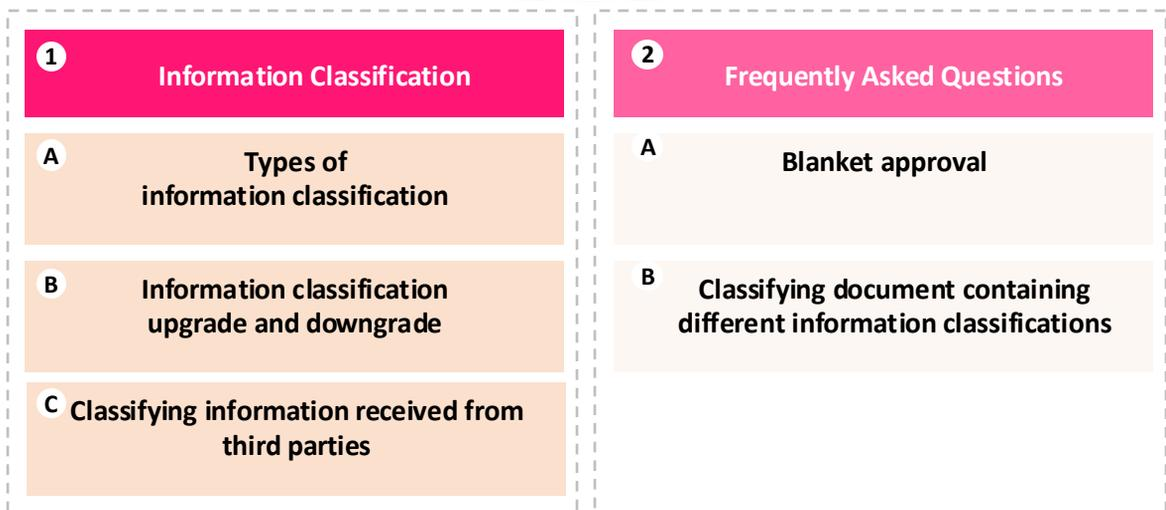 1
Information Classification
A
Types of
information classification
B
Information classification
upgrade and downgrade
C
Classifying information received from
third parties
2
Frequently Asked Questions
A
Blanket approval
B
Classifying document containing
different information classifications